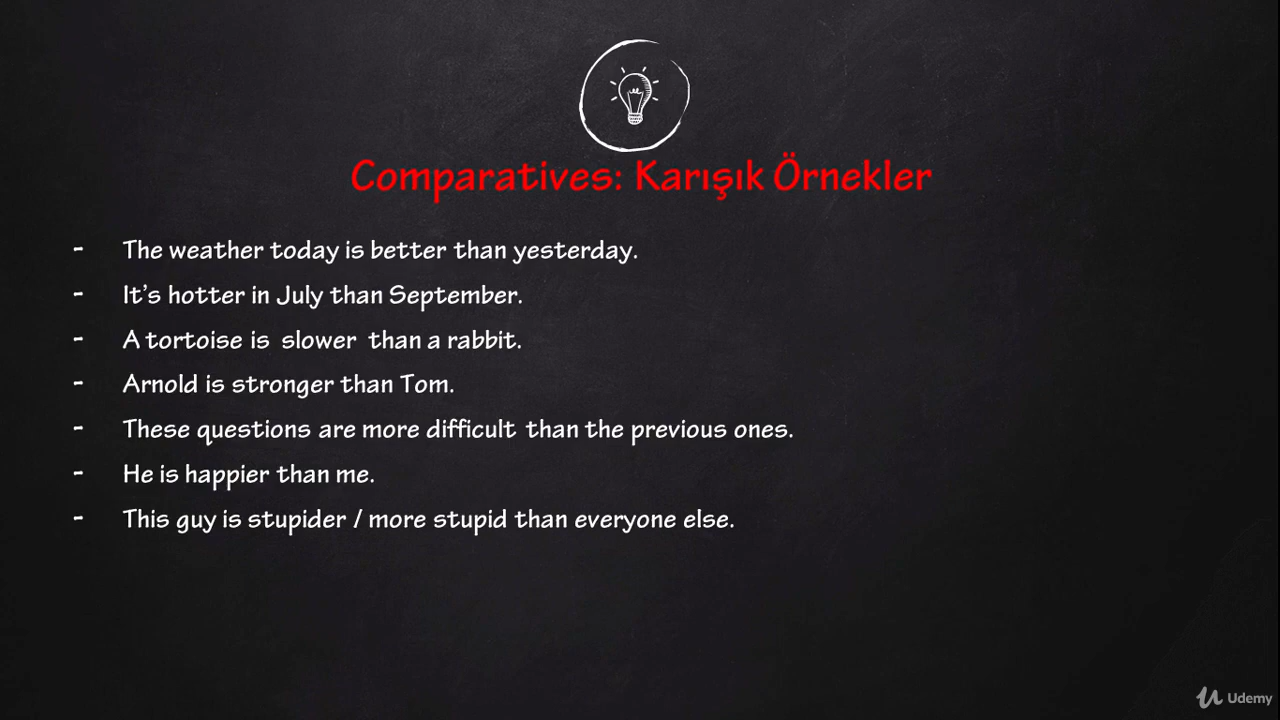 Comparatives: Karışık Örnekler
- The weather today is better than yesterday.
- It's hotter in July than September.
- A tortoise is slower than a rabbit.
- Arnold is stronger than Tom.
- These questions are more difficult than the previous ones.
- He is happier than me.
- This guy is stupider / more stupid than everyone else.
Udemy